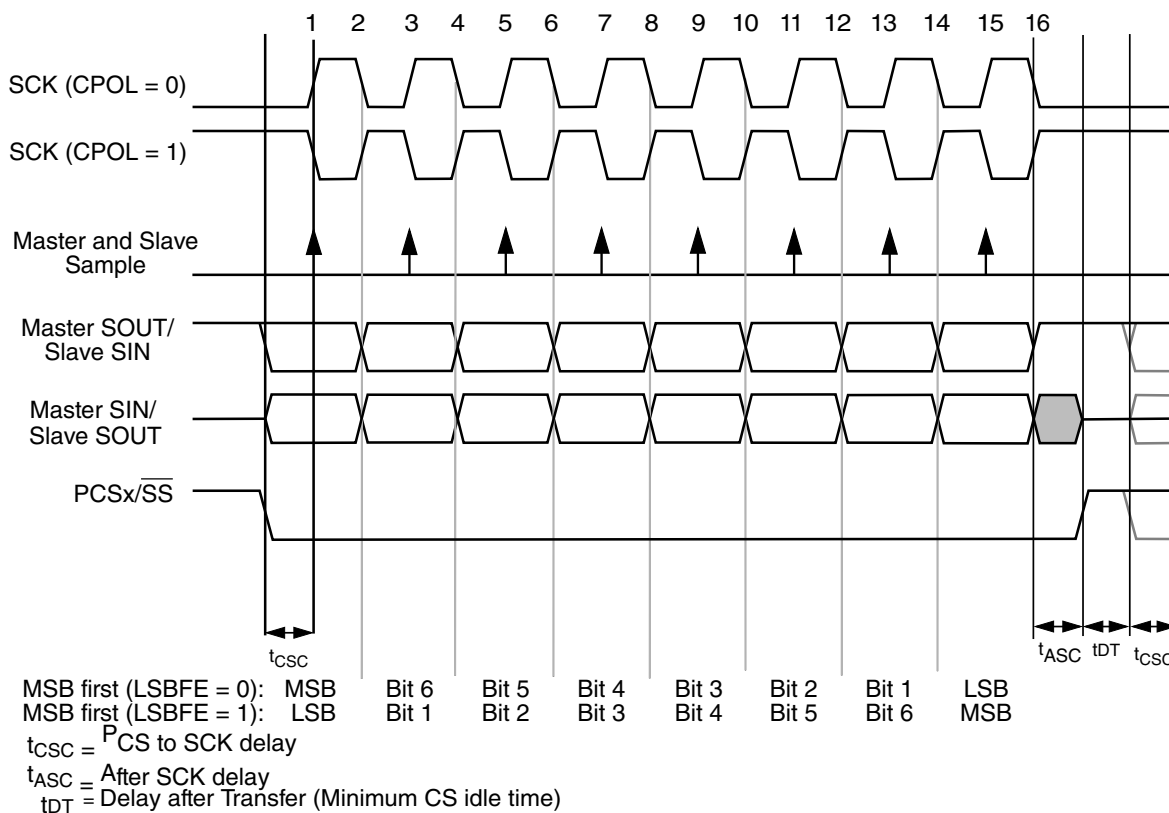 1 2 3 4 5 6 7 8 9 10 11 12 13 14 15 16
SCK (CPOL = 0)
SCK (CPOL = 1)
Master and Slave
Sample
Master SOUT/
Slave SIN
Master SIN/
Slave SOUT
PCSx/SS
tCSC tASC tDT tCSC
MSB first (LSBFE = 0): MSB Bit 6 Bit 5 Bit 4 Bit 3 Bit 2 Bit 1 LSB
MSB first (LSBFE = 1): LSB Bit 1 Bit 2 Bit 3 Bit 4 Bit 5 Bit 6 MSB
tCSC = PCS to SCK delay
tASC = After SCK delay
tDT = Delay after Transfer (Minimum CS idle time)